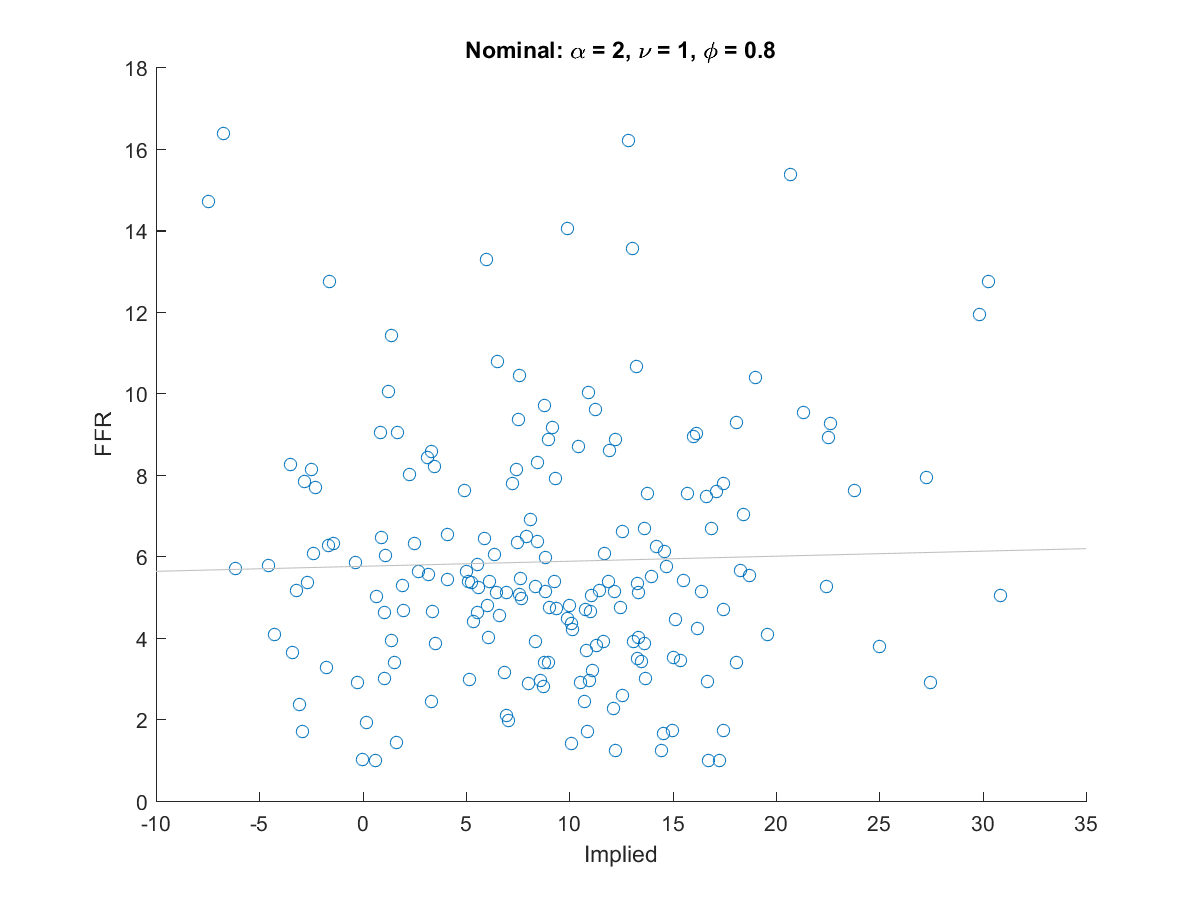 Nominal: α = 2, ν = 1, ϕ = 0.8
18
16
14
12
10
8
6
4
2
0
FFR
-10 -5 0 5 10 15 20 25 30 35
Implied